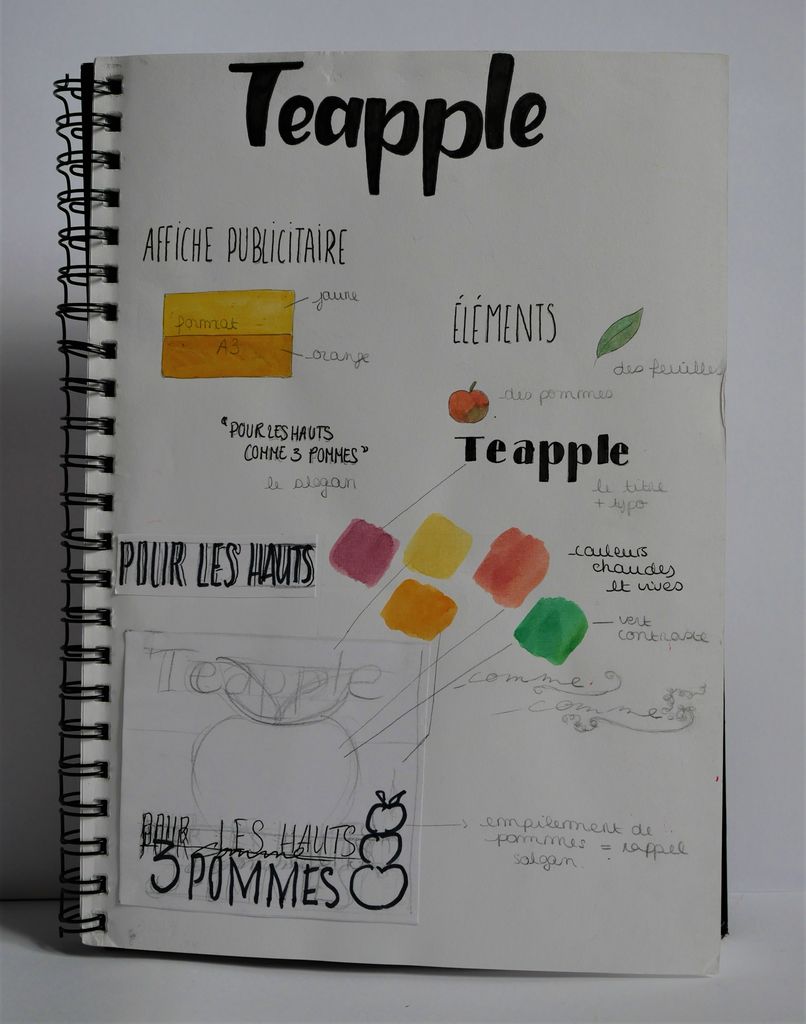 Teapple
AFFICHE PUBLICITAIRE
jaune
format
A3
orange
ÉLÉMENTS
des feuilles
des pommes
"POUR LES HAUTS
COMME 3 POMMES"
le slogan
Teapple
le titre
+ typo
POUR LES HAUTS
couleurs
chaudes
et vives
vert
contraste
comme
comme
"Teapple
POUR LES HAUTS
comme
3 POMMES
empilement de
pommes = rappel
solgan